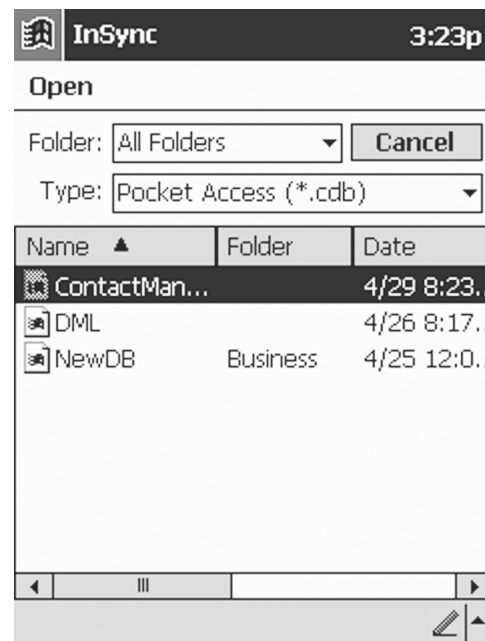 InSync 3:23p
Open
Folder: All Folders Cancel
Type: Pocket Access (*.cdb)
Name Folder Date
ContactMan... 4/29 8:23..
DML 4/26 8:17..
NewDB Business 4/25 12:0..